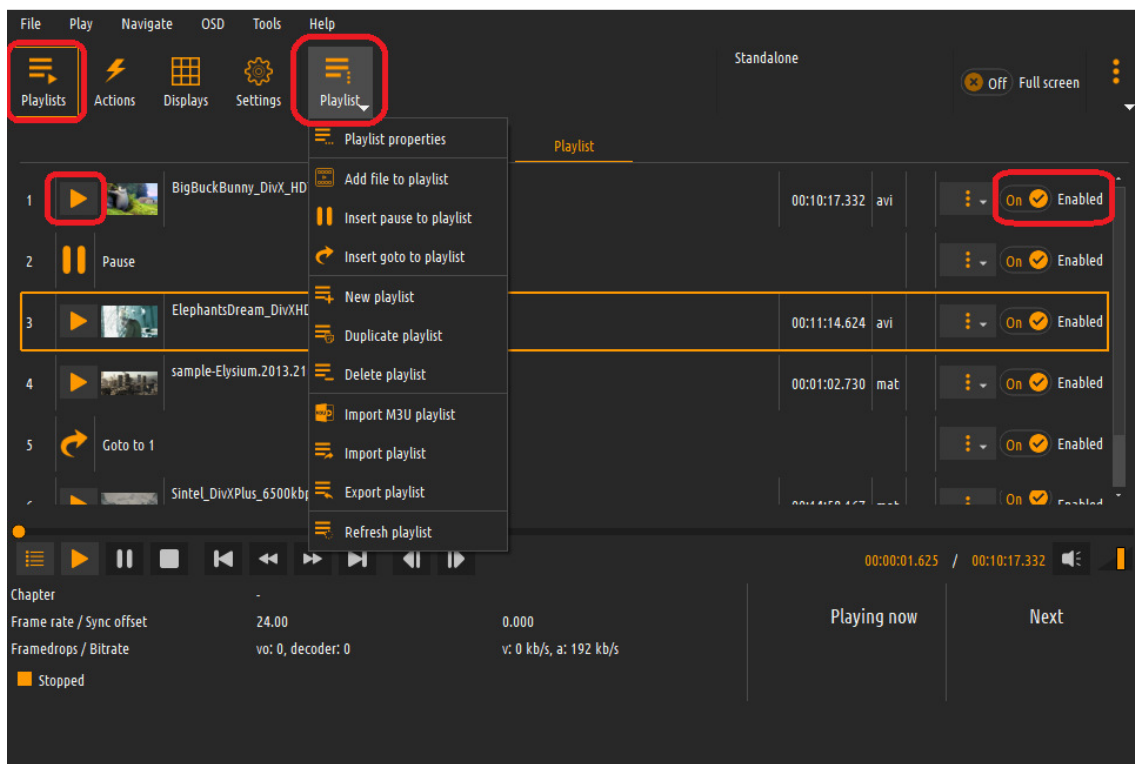 File Play Navigate OSD Tools Help
Standalone
Off Full screen
Playlists Actions Displays Settings Playlist
Playlist
Playlist properties
Add file to playlist
Insert pause to playlist
Insert goto to playlist
New playlist
Duplicate playlist
Delete playlist
Import M3U playlist
Import playlist
Export playlist
Refresh playlist
1 BigBuckBunny_DivX_HD 00:10:17.332 avi On Enabled
2 Pause On Enabled
3 ElephantsDream_DivXHD 00:11:14.624 avi On Enabled
4 sample-Elysium.2013.21 00:01:02.730 mat On Enabled
5 Goto to 1 On Enabled
Sintel_DivXPlus_6500kbp On Enabled
00:00:01.625 / 00:10:17.332
Chapter -
Frame rate / Sync offset 24.00 0.000
Framedrops / Bitrate vo: 0, decoder: 0 v: 0 kb/s, a: 192 kb/s
Stopped
Playing now Next